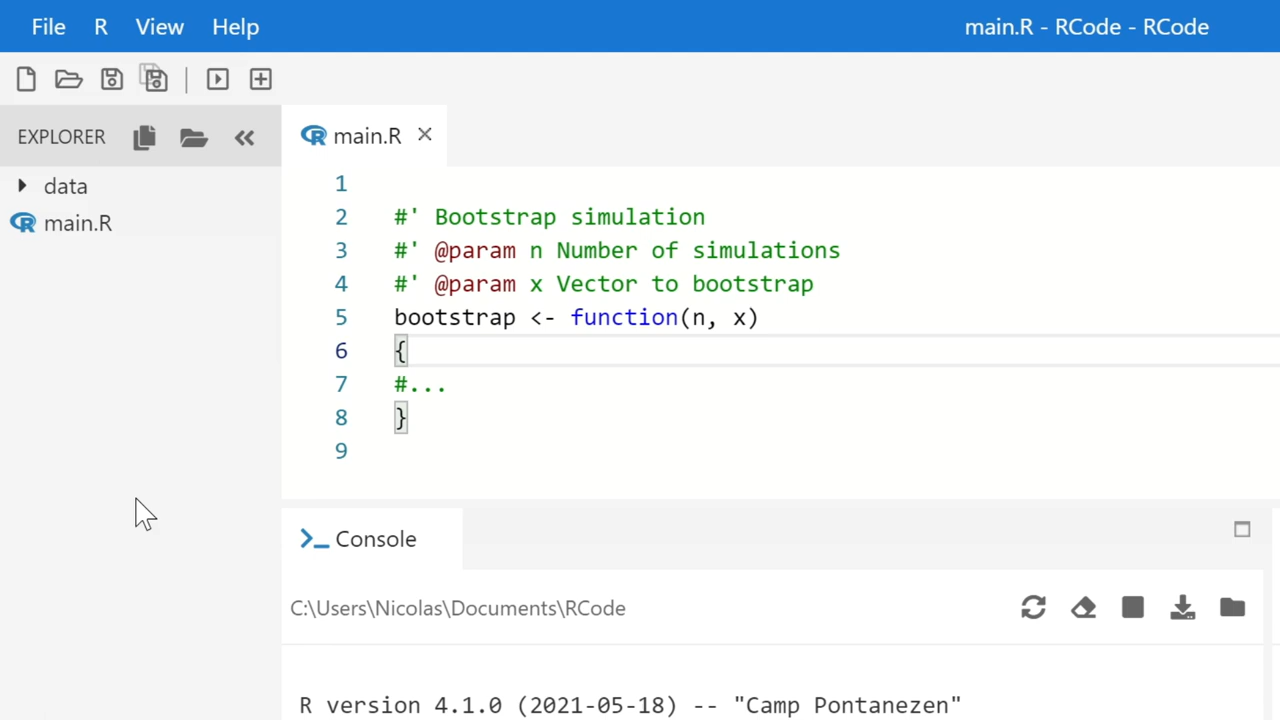 File R View Help main.R - RCode - RCode
EXPLORER
main.R
data
main.R
1
2 #' Bootstrap simulation
3 #' @param n Number of simulations
4 #' @param x Vector to bootstrap
5 bootstrap <- function(n, x)
6 {
7 #...
8 }
9
Console
C:\Users\Nicolas\Documents\RCode
R version 4.1.0 (2021-05-18) -- "Camp Pontanezen"